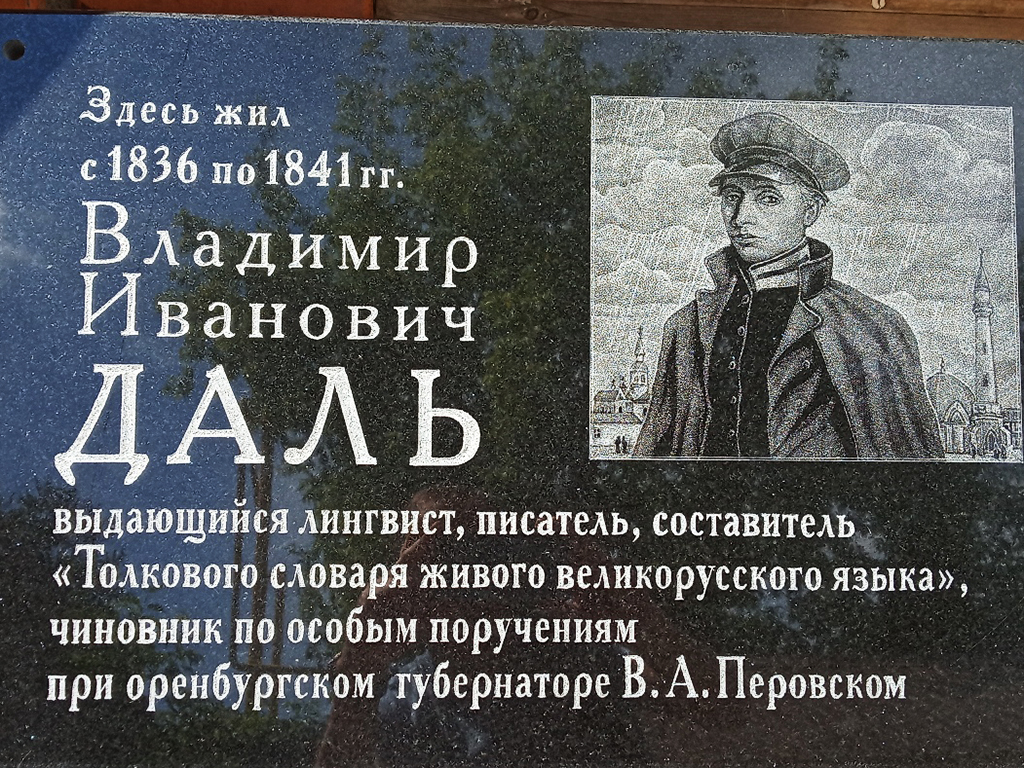 Здесь жил
с 1836 по 1841 гг.
Владимир
Иванович
ДАЛЬ
выдающийся лингвист, писатель, составитель
«Толкового словаря живого великорусского языка»,
чиновник по особым поручениям
при оренбургском губернаторе В. А. Перовском